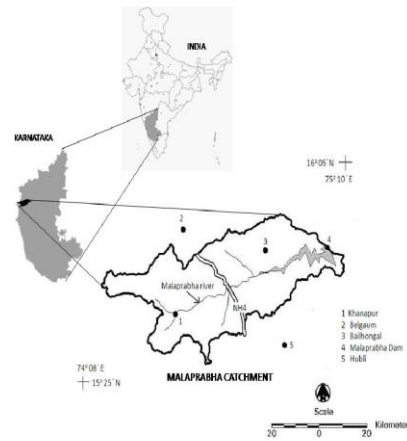 INDIA
KARNATAKA
16° 05' N
75° 10' E
2
3
4
Malaprabha river
NH4
1
5
1 Khanapur
2 Belgaum
3 Bailhongal
4 Malaprabha Dam
5 Hubli
74° 08' E
15° 25' N
MALAPRABHA CATCHMENT
Scale
20 0 20 Kilometer